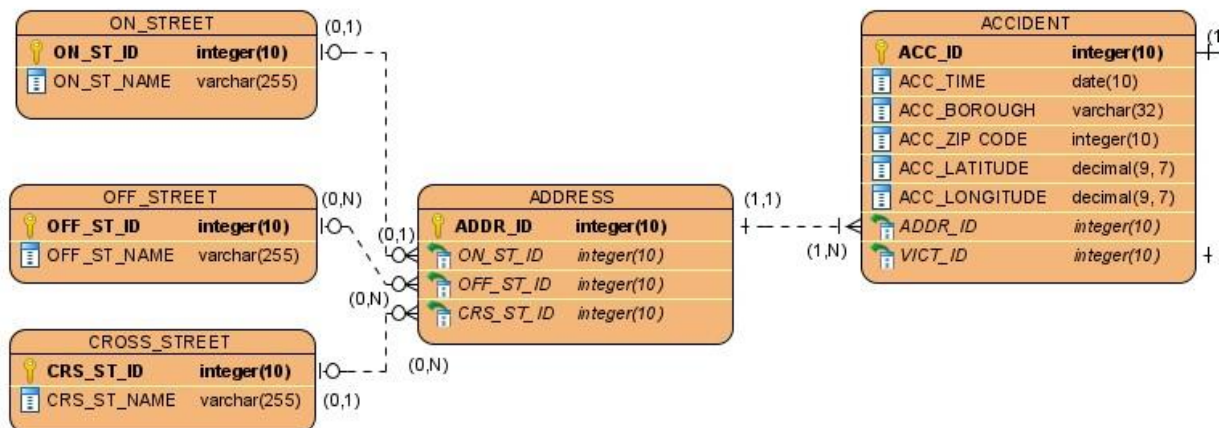 ON_STREET
ON_ST_ID integer(10)
ON_ST_NAME varchar(255)
(0,1)
OFF_STREET
OFF_ST_ID integer(10)
OFF_ST_NAME varchar(255)
(0,N)
CROSS_STREET
CRS_ST_ID integer(10)
CRS_ST_NAME varchar(255)
(0,1)
(0,1)
(0,N)
(0,N)
ADDRESS
ADDR_ID integer(10)
ON_ST_ID integer(10)
OFF_ST_ID integer(10)
CRS_ST_ID integer(10)
(1,1)
(1,N)
ACCIDENT
ACC_ID integer(10)
ACC_TIME date(10)
ACC_BOROUGH varchar(32)
ACC_ZIP CODE integer(10)
ACC_LATITUDE decimal(9, 7)
ACC_LONGITUDE decimal(9, 7)
ADDR_ID integer(10)
VICT_ID integer(10)
(1